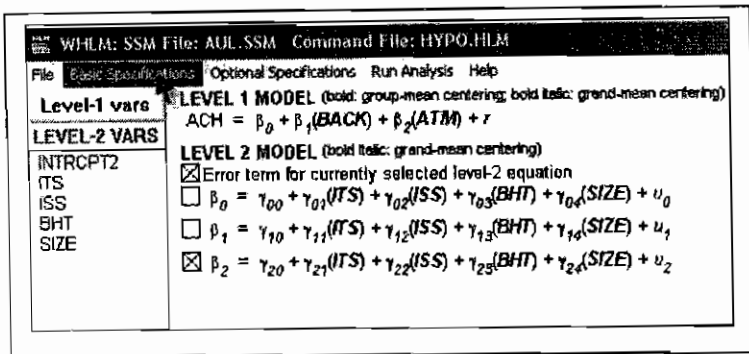 WHLM: SSM File: AUL.SSM Command File: HYPO.HLM
File Basic Specifications Optional Specifications Run Analysis Help
Level-1 vars
LEVEL-2 VARS
INTRCPT2
ITS
ISS
BHT
SIZE
LEVEL 1 MODEL (bold: group-mean centering; bold italic: grand-mean centering)
ACH = β₀ + β₁(BACK) + β₂(ATM) + r
LEVEL 2 MODEL (bold italic: grand-mean centering)
☒ Error term for currently selected level-2 equation
☐ β₀ = γ₀₀ + γ₀₁(ITS) + γ₀₂(ISS) + γ₀₃(BHT) + γ₀₄(SIZE) + u₀
☐ β₁ = γ₁₀ + γ₁₁(ITS) + γ₁₂(ISS) + γ₁₃(BHT) + γ₁₄(SIZE) + u₁
☒ β₂ = γ₂₀ + γ₂₁(ITS) + γ₂₂(ISS) + γ₂₃(BHT) + γ₂₄(SIZE) + u₂